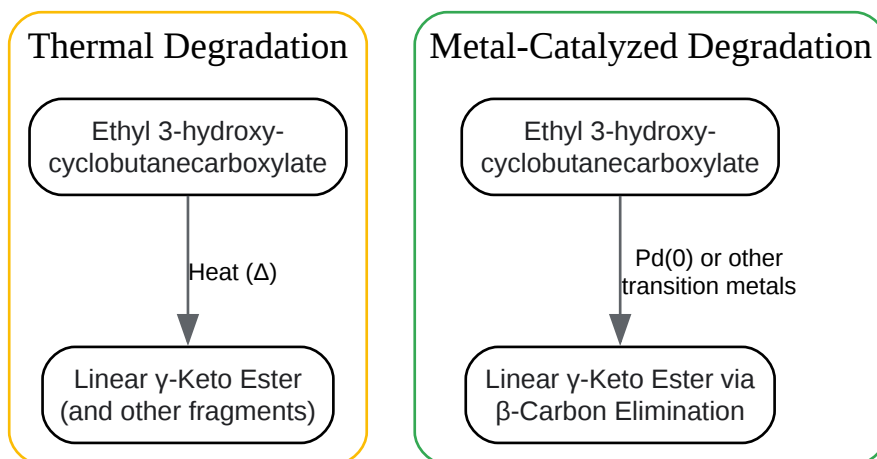 Thermal Degradation
Ethyl 3-hydroxy-
cyclobutanecarboxylate
Heat (Δ)
Linear γ-Keto Ester
(and other fragments)
Metal-Catalyzed Degradation
Ethyl 3-hydroxy-
cyclobutanecarboxylate
Pd(0) or other
transition metals
Linear γ-Keto Ester via
β-Carbon Elimination